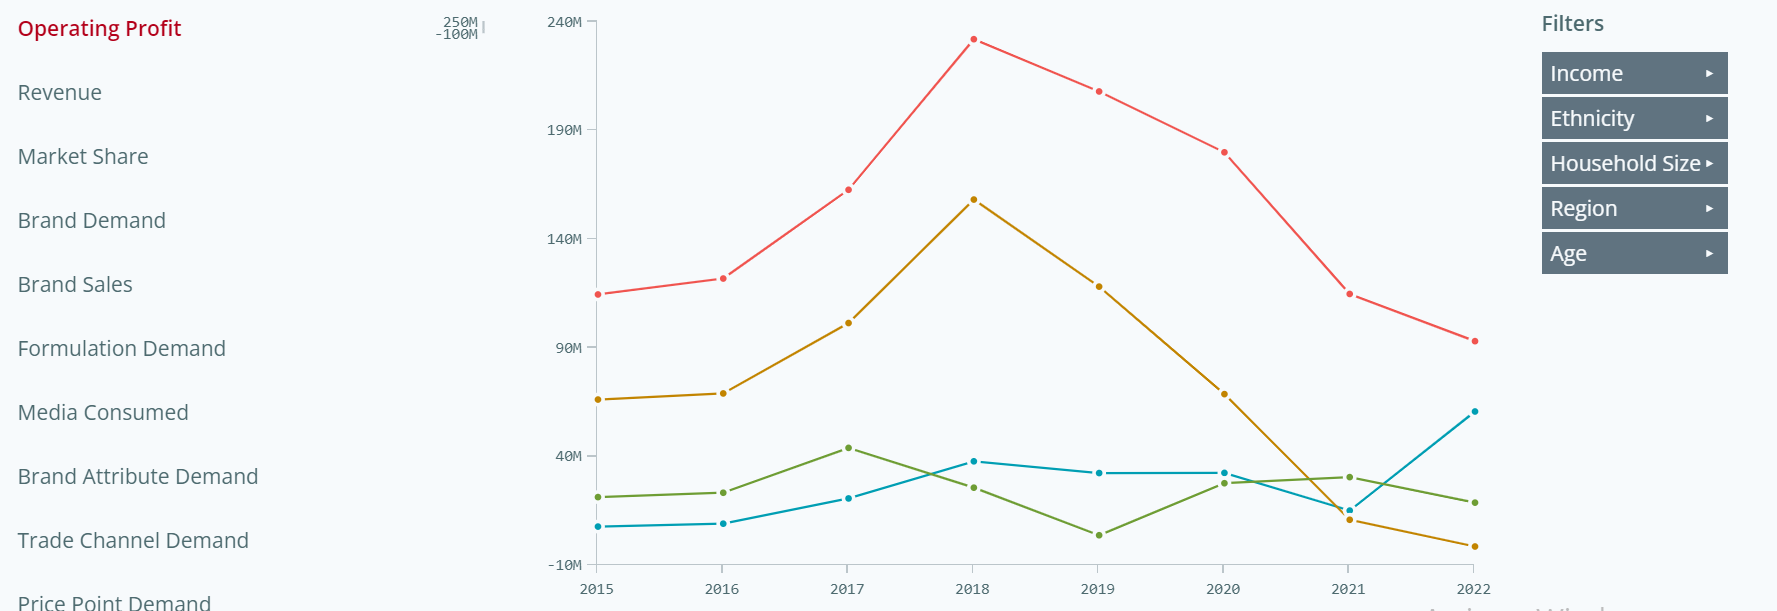 Operating Profit
Revenue
Market Share
Brand Demand
Brand Sales
Formulation Demand
Media Consumed
Brand Attribute Demand
Trade Channel Demand
Price Point Demand
250M
-100M
240M
190M
140M
90M
40M
-10M
2015 2016 2017 2018 2019 2020 2021 2022
Filters
Income
Ethnicity
Household Size
Region
Age